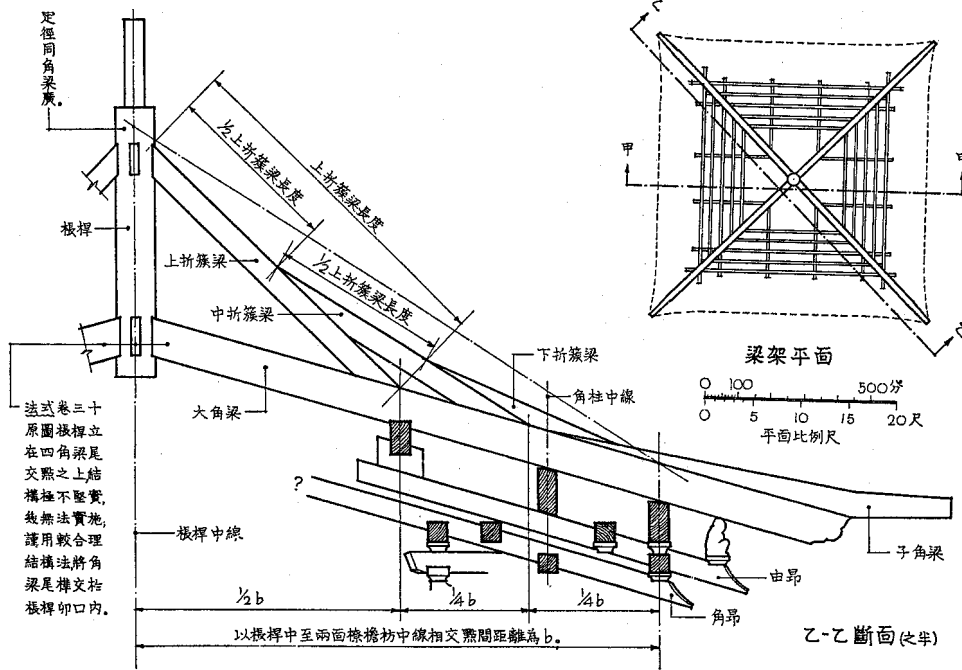 定徑同角梁廣。
1/2上折簇梁長度
上折簇梁長度
1/2上折簇梁長度
棖桿
上折簇梁
中折簇梁
下折簇梁
角柱中線
大角梁
甲
甲
乙
乙
梁架平面
0 100 500分
0 5 10 15 20尺
平面比例尺
法式卷三十
原圖棖桿立
在四角梁尾
交點之上結
構極不堅實,
幾無法實施,
謹用較合理
結構法將角
梁尾榫交於
棖桿卯口內。
?
棖桿中線
子角梁
由昂
角昂
1/2 b
1/4 b
1/4 b
以棖桿中至兩面橑檐枋中線相交點間距離為b。
乙-乙斷面(之半)